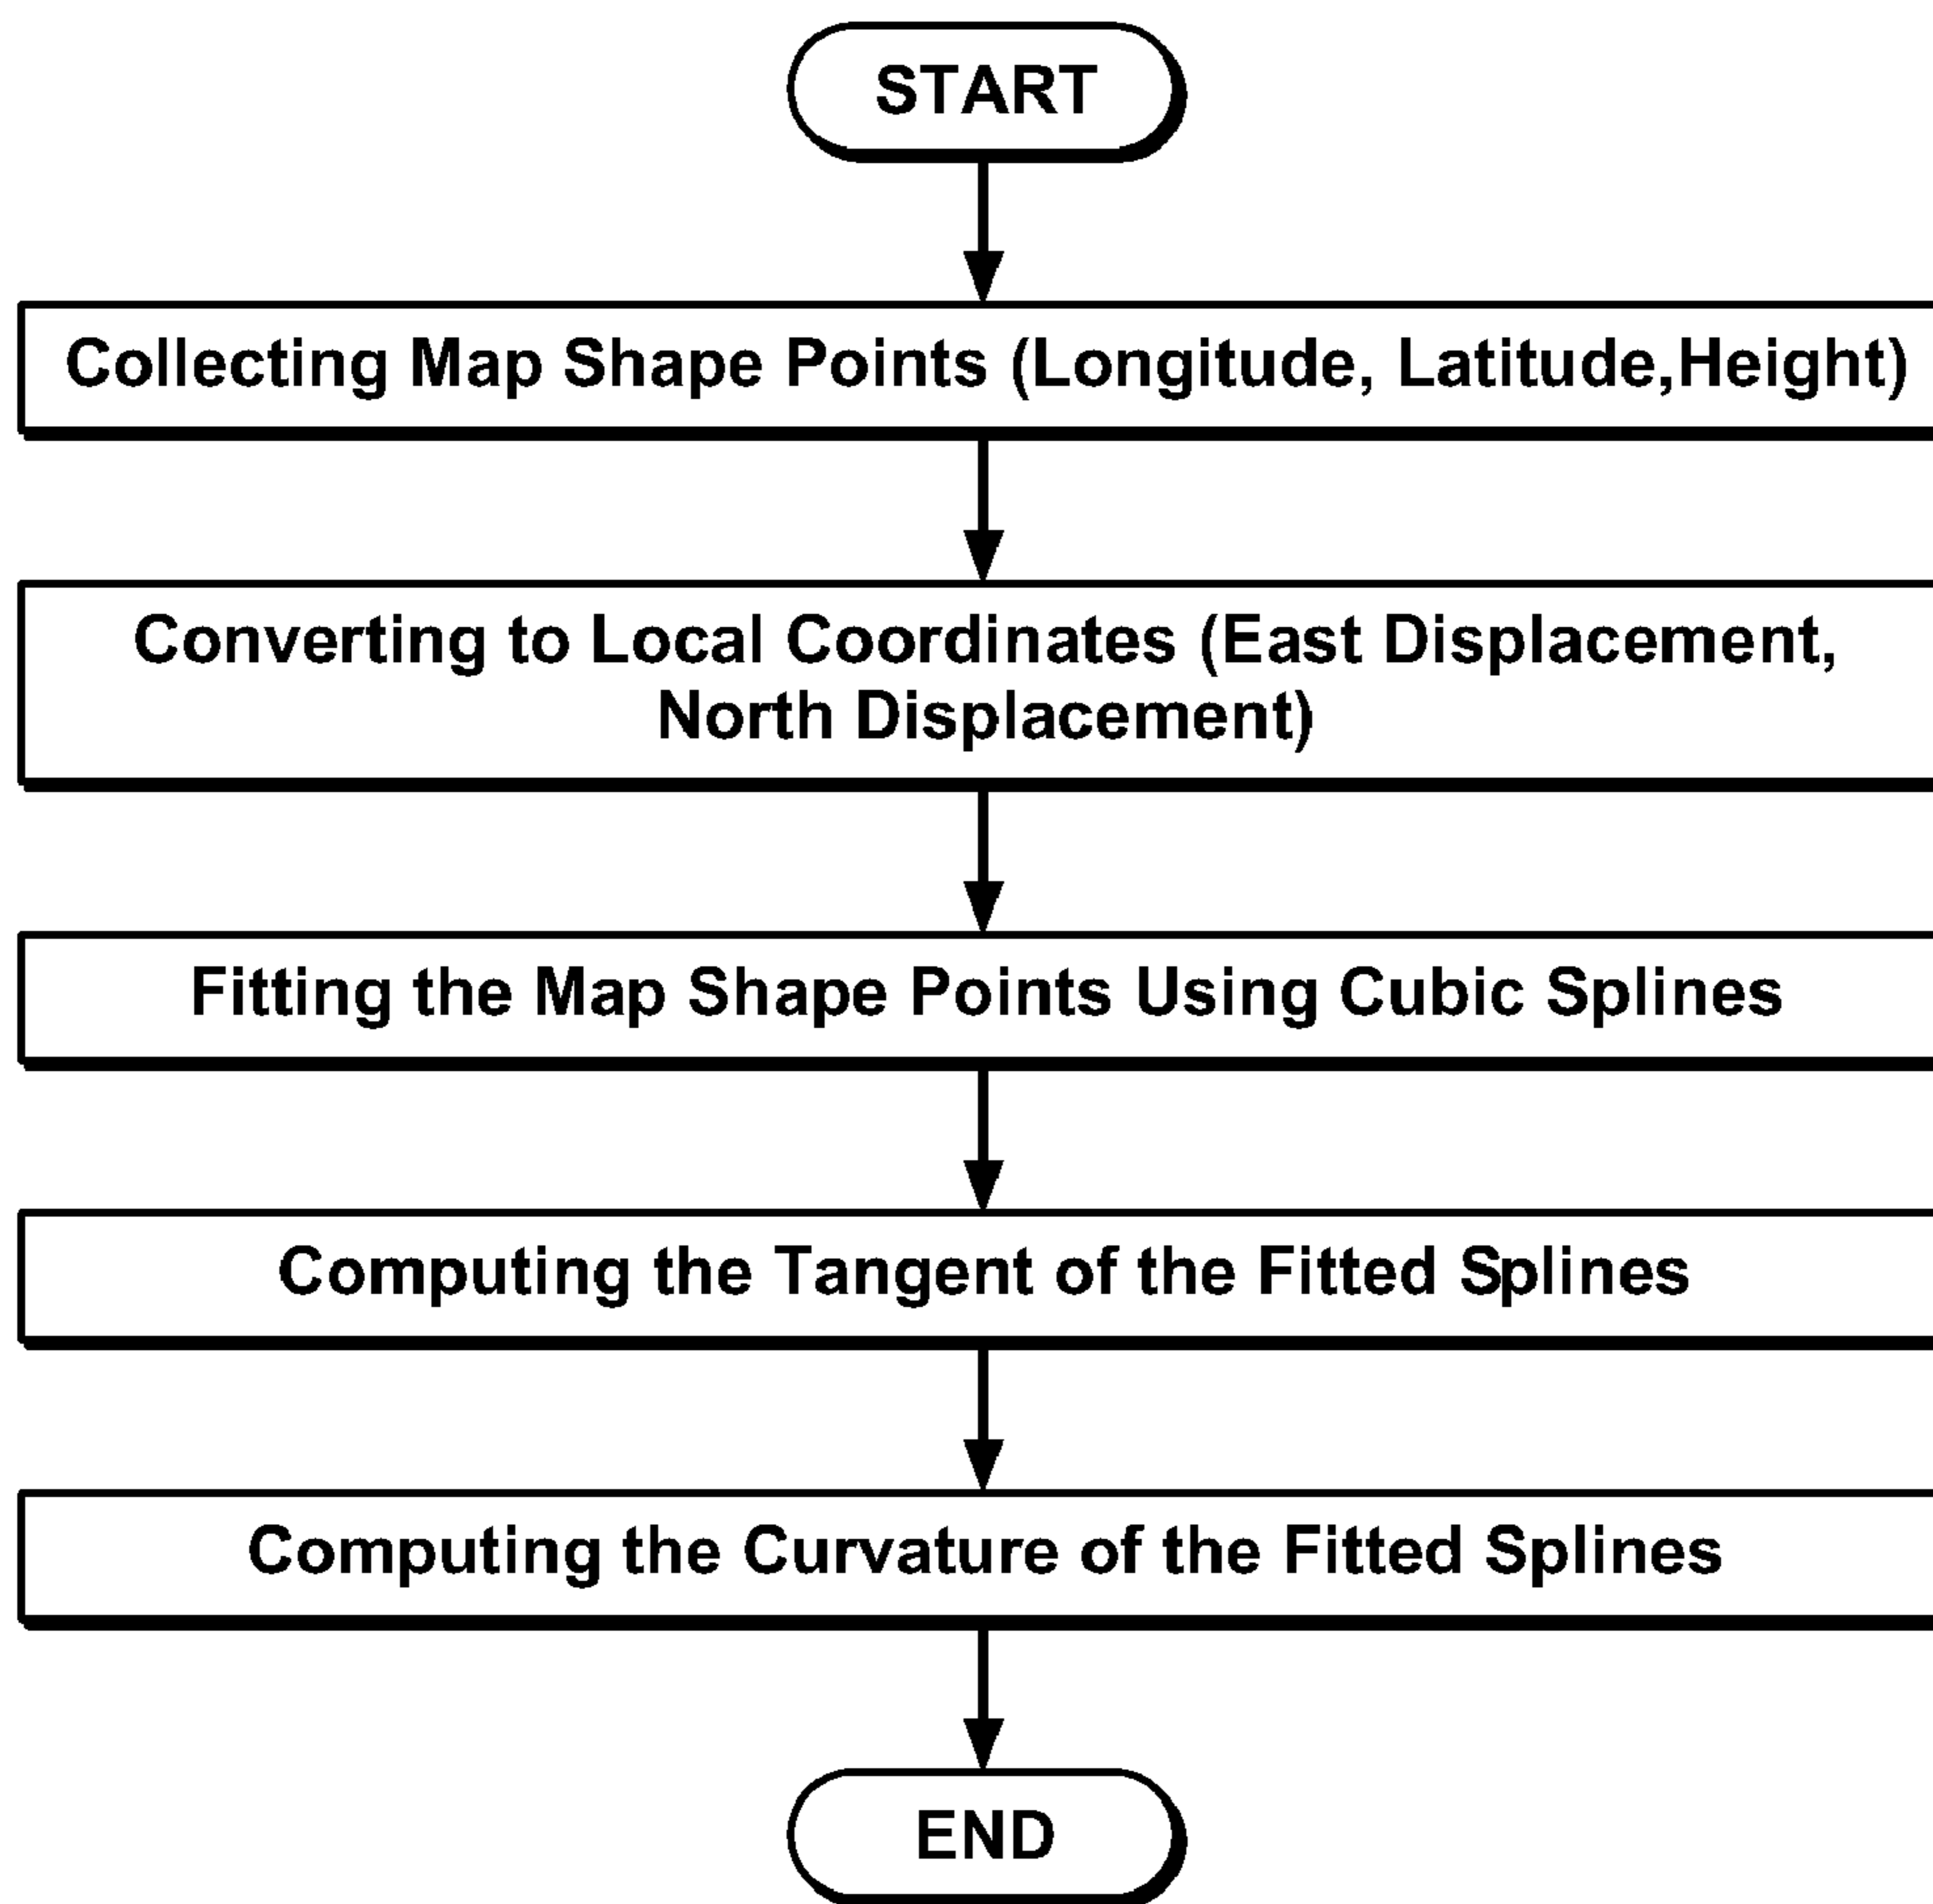 START
Collecting Map Shape Points (Longitude, Latitude,Height)
Converting to Local Coordinates (East Displacement,
North Displacement)
Fitting the Map Shape Points Using Cubic Splines
Computing the Tangent of the Fitted Splines
Computing the Curvature of the Fitted Splines
END